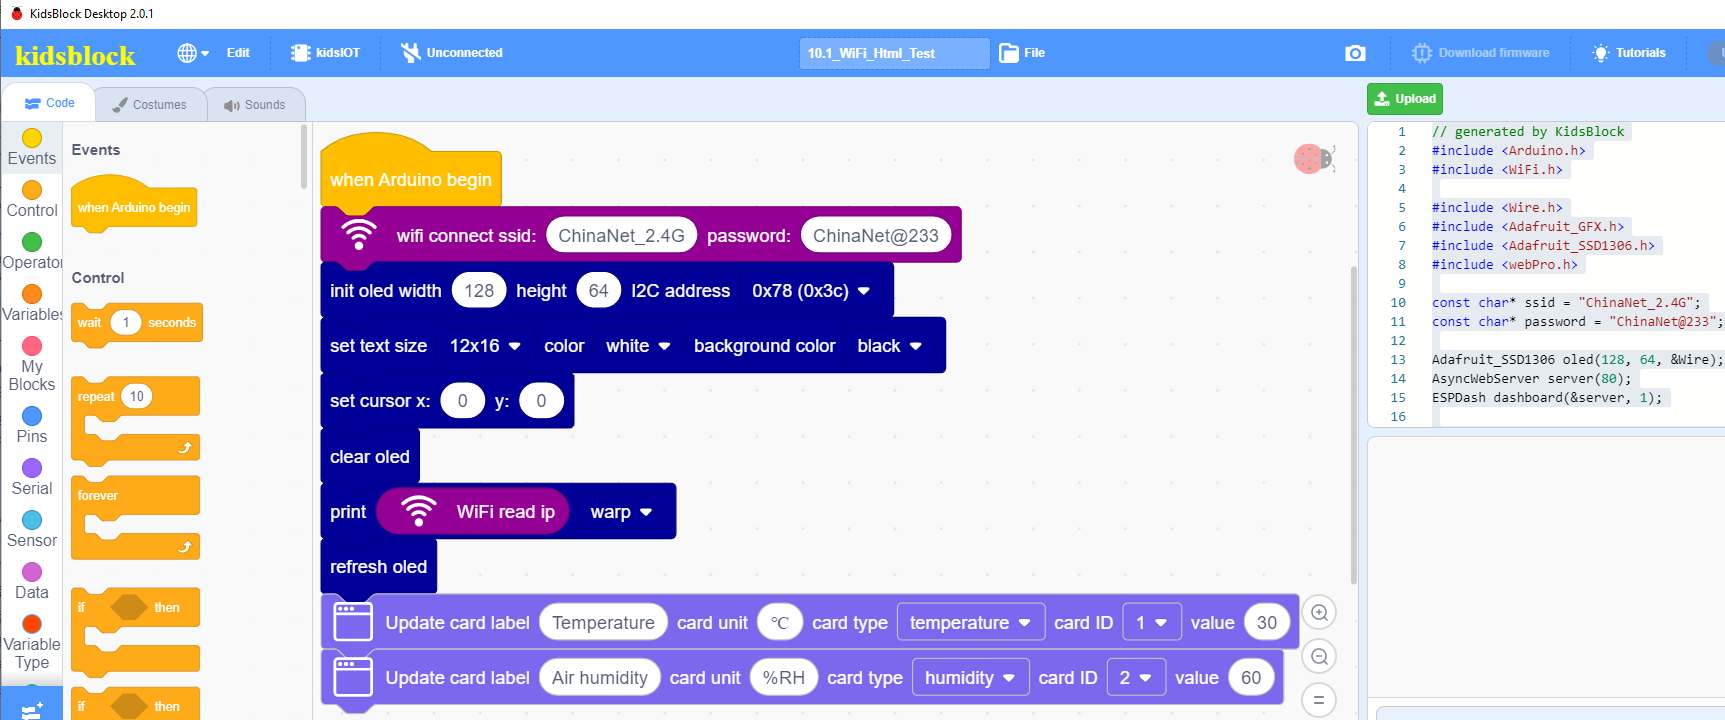 KidsBlock Desktop 2.0.1
kidsblock Edit kidsIOT Unconnected 10.1_WiFi_Html_Test File Download firmware Tutorials
Code Costumes Sounds
Upload
Events
Control
Operator
Variables
My
Blocks
Pins
Serial
Sensor
Data
Variable
Type
Events
when Arduino begin
Control
wait 1 seconds
repeat 10
forever
if then
if then
when Arduino begin
wifi connect ssid: ChinaNet_2.4G password: ChinaNet@233
init oled width 128 height 64 I2C address 0x78 (0x3c)
set text size 12x16 color white background color black
set cursor x: 0 y: 0
clear oled
print WiFi read ip warp
refresh oled
Update card label Temperature card unit ℃ card type temperature card ID 1 value 30
Update card label Air humidity card unit %RH card type humidity card ID 2 value 60
1 // generated by KidsBlock
2 #include <Arduino.h>
3 #include <WiFi.h>
4
5 #include <Wire.h>
6 #include <Adafruit_GFX.h>
7 #include <Adafruit_SSD1306.h>
8 #include <webPro.h>
9
10 const char* ssid = "ChinaNet_2.4G";
11 const char* password = "ChinaNet@233";
12
13 Adafruit_SSD1306 oled(128, 64, &Wire);
14 AsyncWebServer server(80);
15 ESPDash dashboard(&server, 1);
16